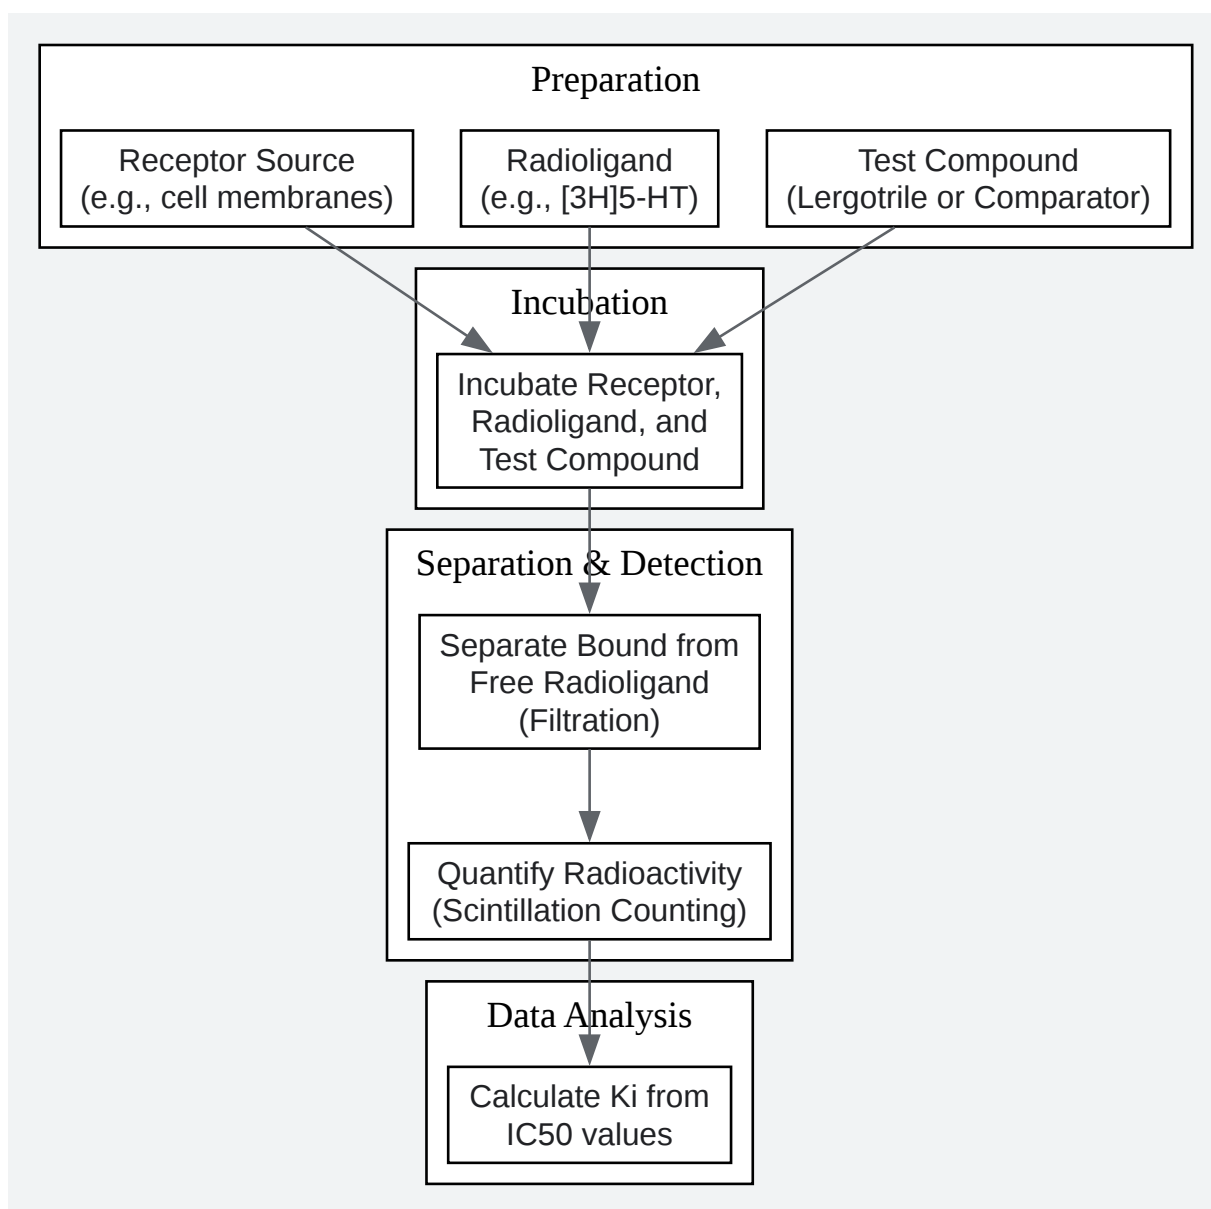 Preparation
Receptor Source
(e.g., cell membranes)
Radioligand
(e.g., [3H]5-HT)
Test Compound
(Lergotrile or Comparator)
Incubation
Incubate Receptor,
Radioligand, and
Test Compound
Separation & Detection
Separate Bound from
Free Radioligand
(Filtration)
Quantify Radioactivity
(Scintillation Counting)
Data Analysis
Calculate Ki from
IC50 values